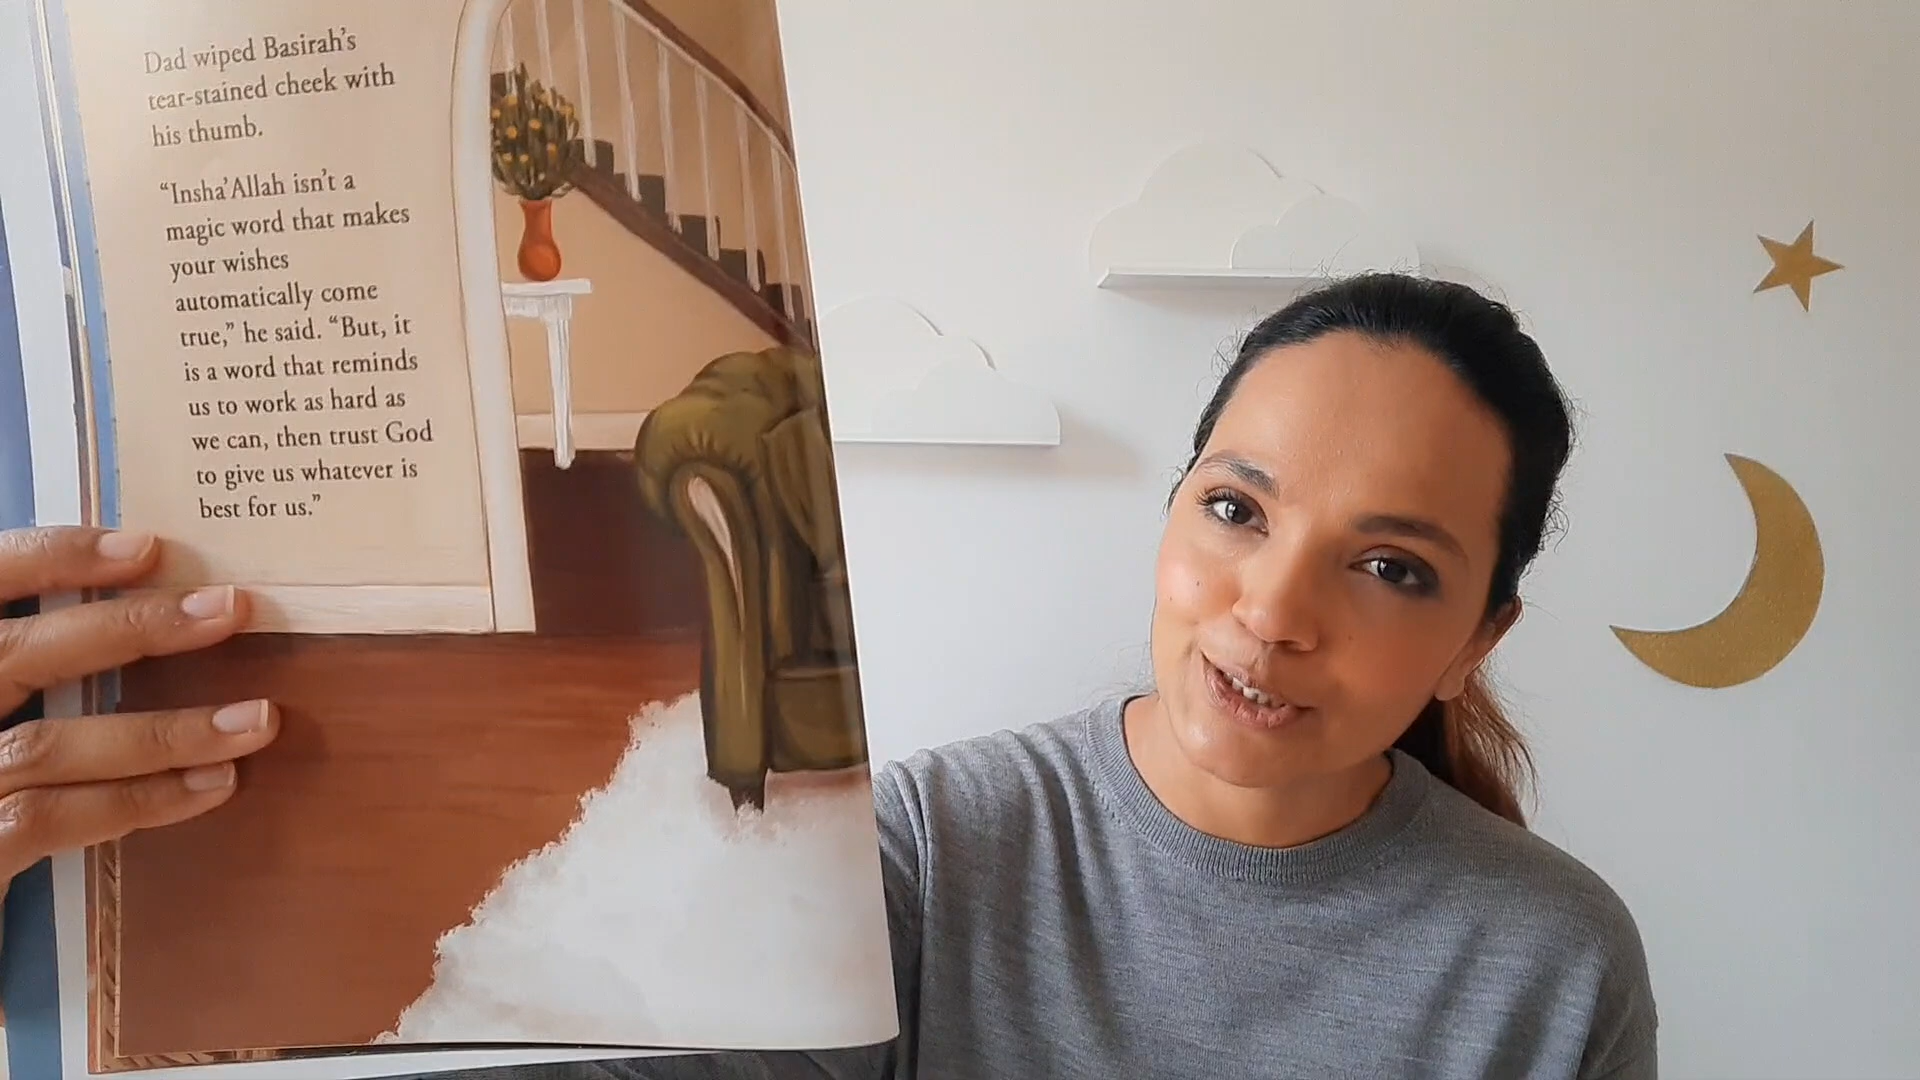 Dad wiped Basirah's
tear-stained cheek with
his thumb.
“Insha'Allah isn't a
magic word that makes
your wishes
automatically come
true,” he said. “But, it
is a word that reminds
us to work as hard as
we can, then trust God
to give us whatever is
best for us.”